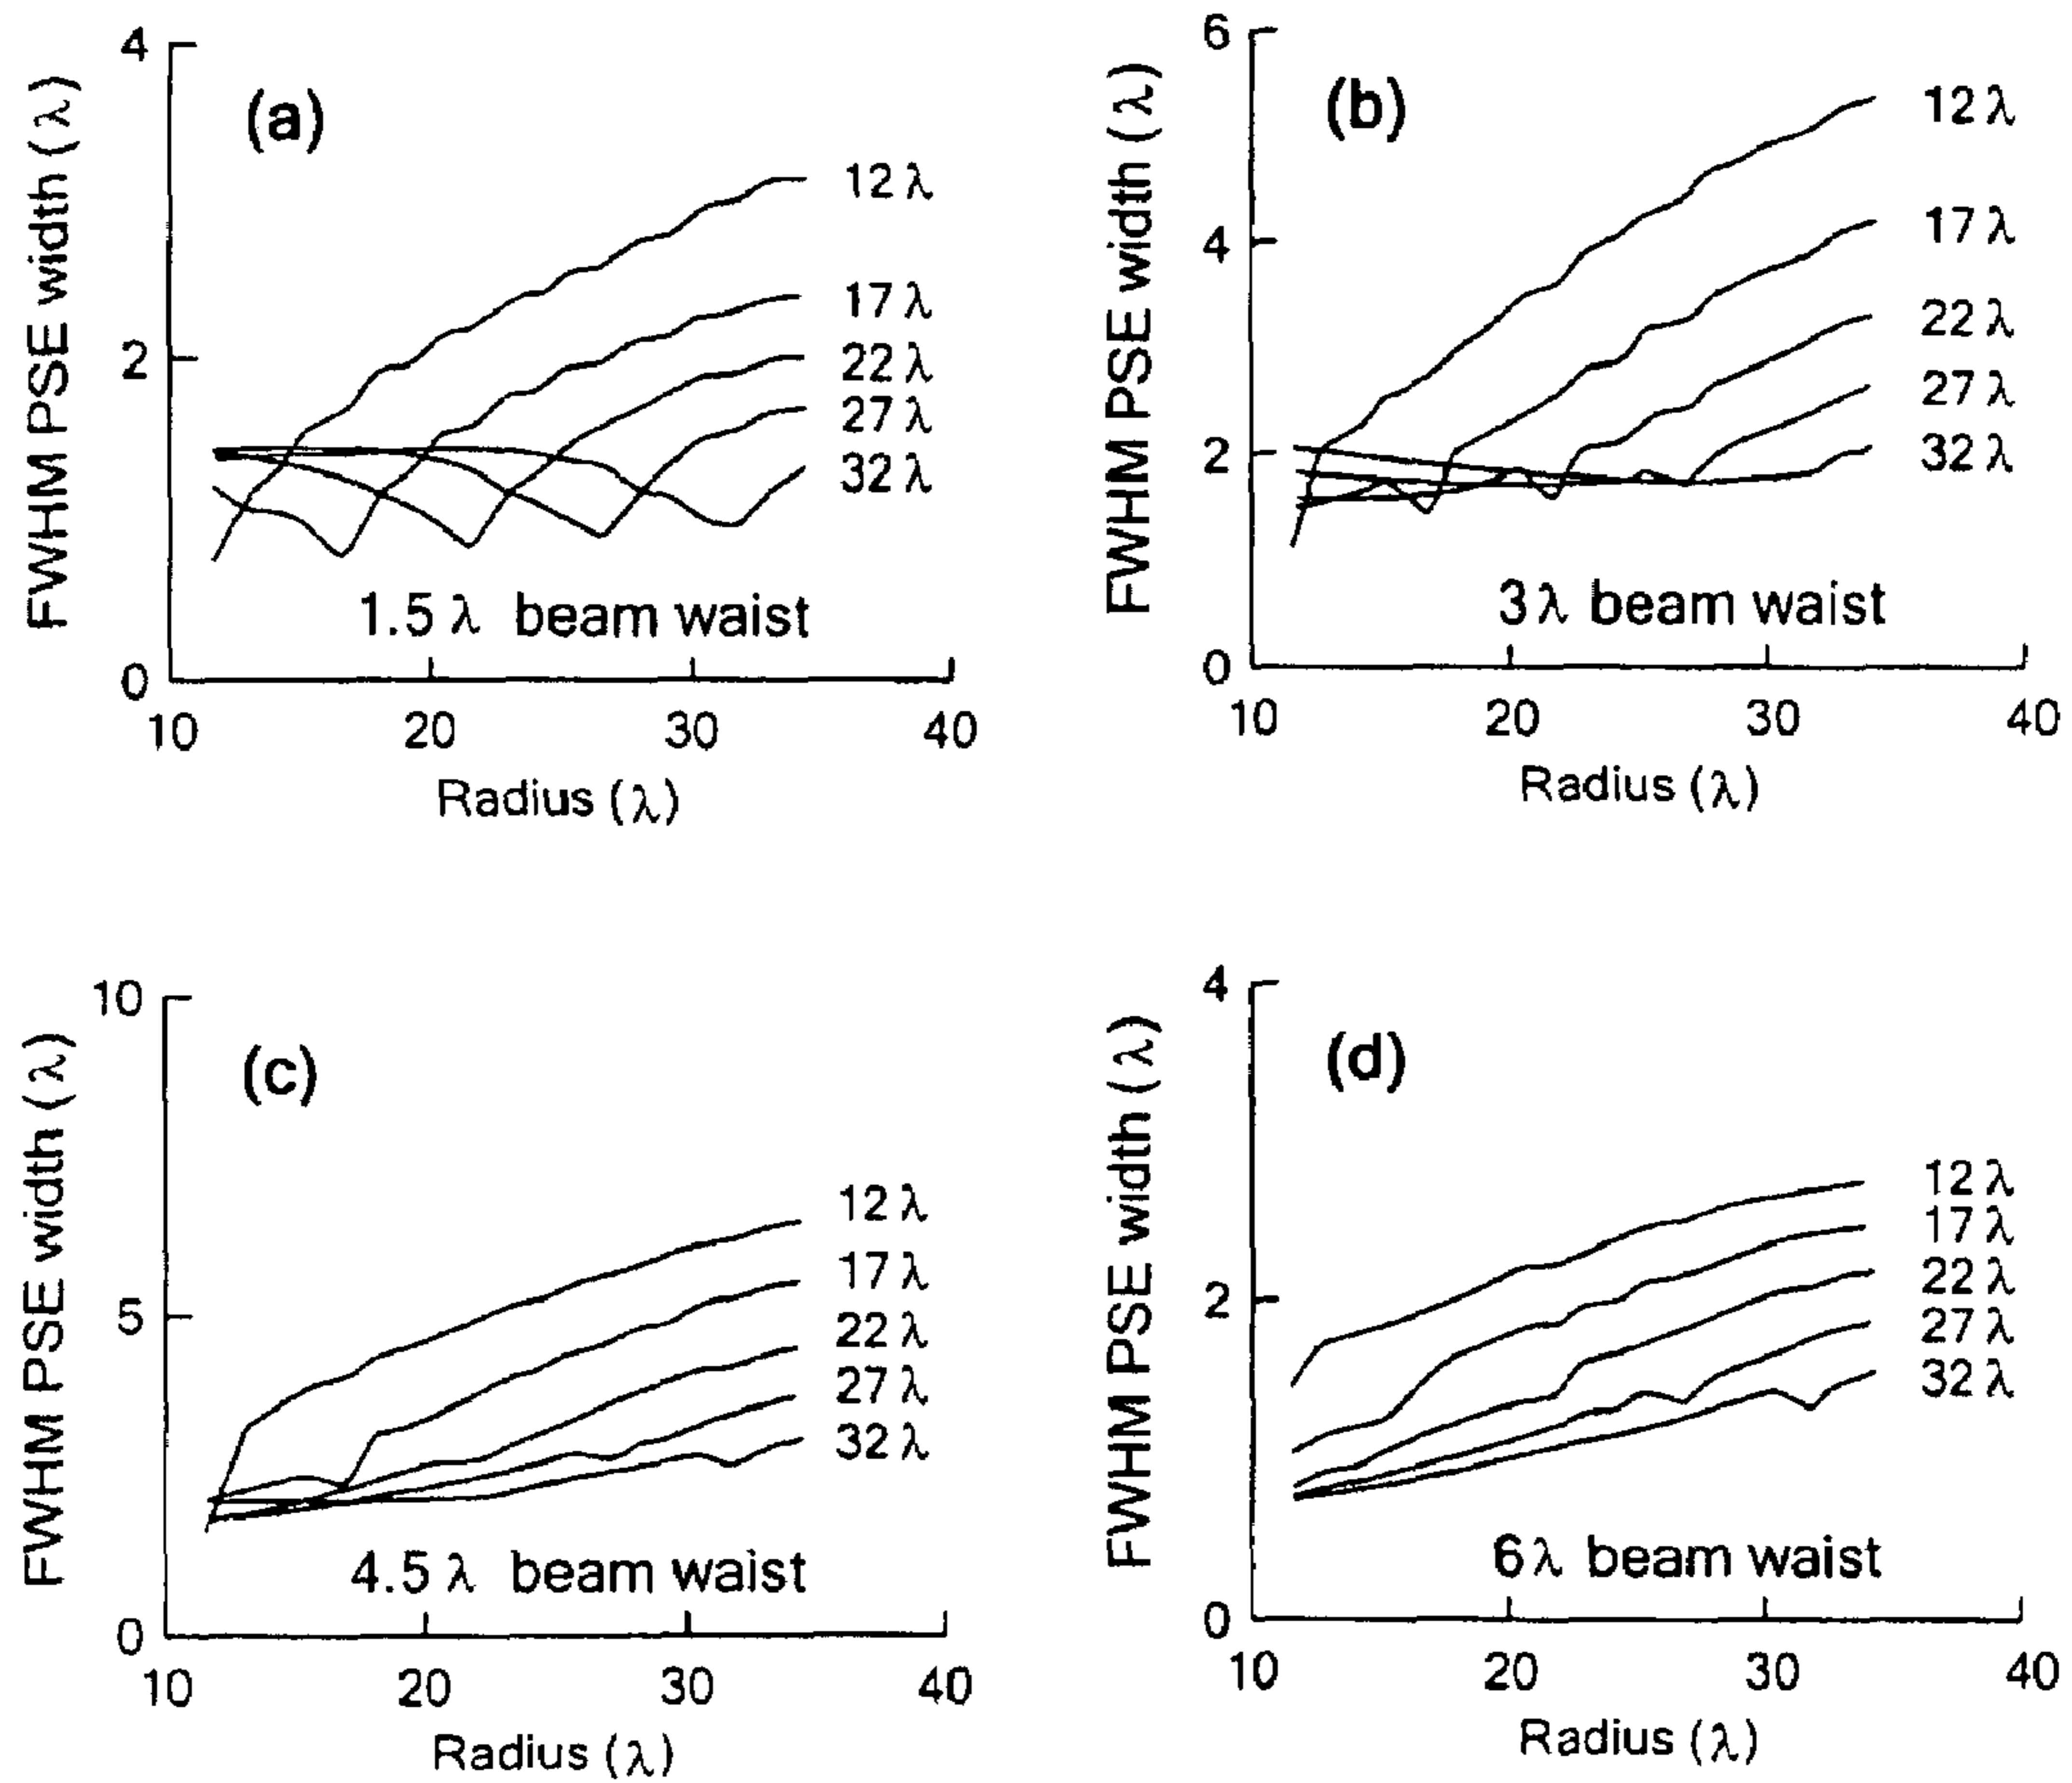 (a)
FWHM PSE width (λ)
4
2
0
12 λ
17 λ
22 λ
27 λ
32 λ
1.5 λ beam waist
10 20 30 40
Radius (λ)
(b)
FWHM PSE width (λ)
6
4
2
0
12 λ
17 λ
22 λ
27 λ
32 λ
3 λ beam waist
10 20 30 40
Radius (λ)
(c)
FWHM PSE width (λ)
10
5
0
12 λ
17 λ
22 λ
27 λ
32 λ
4.5 λ beam waist
10 20 30 40
Radius (λ)
(d)
FWHM PSE width (λ)
4
2
0
12 λ
17 λ
22 λ
27 λ
32 λ
6 λ beam waist
10 20 30 40
Radius (λ)